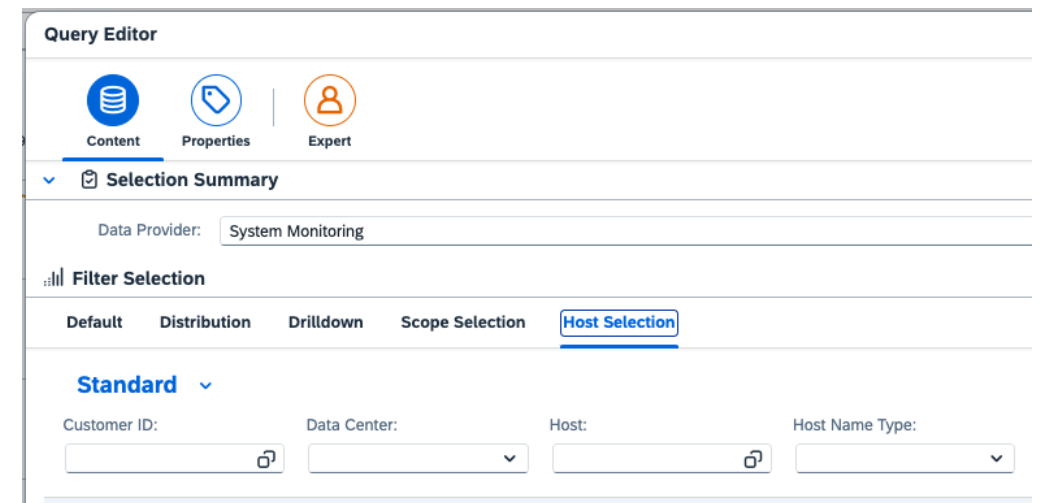 Query Editor
Content Properties Expert
Selection Summary
Data Provider: System Monitoring
Filter Selection
Default Distribution Drilldown Scope Selection Host Selection
Standard
Customer ID: Data Center: Host: Host Name Type: